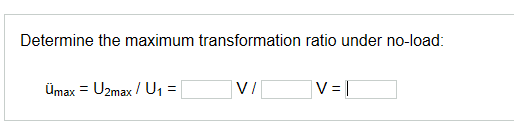 Determine the maximum transformation ratio under no-load:
ümax = U2max / U1 = V / V =